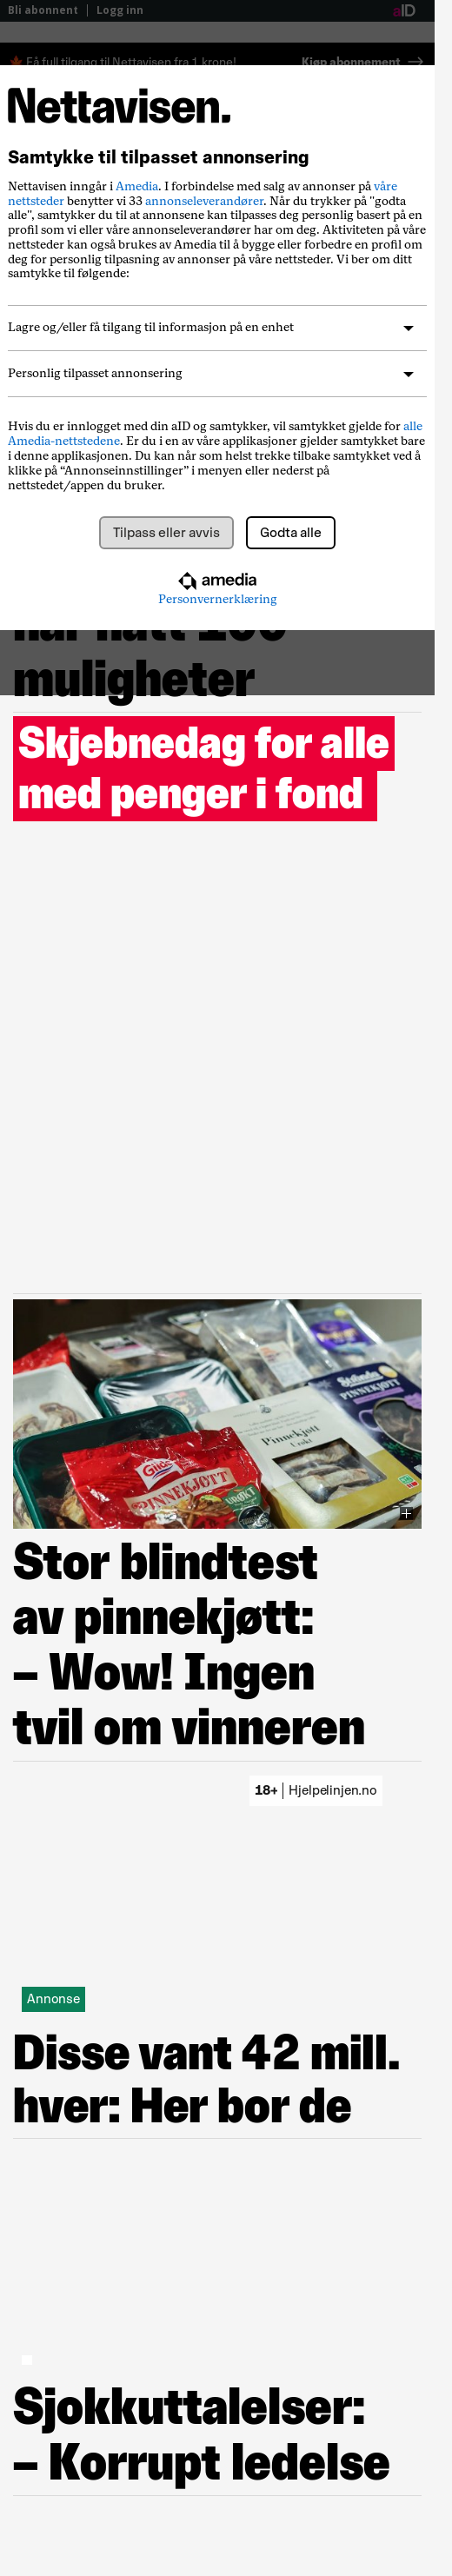 Bli abonnent | Logg inn
aID
Få full tilgang til Nettavisen fra 1 krone!
Kjøp abonnement →
Nettavisen.
Samtykke til tilpasset annonsering
Nettavisen inngår i Amedia. I forbindelse med salg av annonser på våre
nettsteder benytter vi 33 annonseleverandører. Når du trykker på "godta
alle", samtykker du til at annonsene kan tilpasses deg personlig basert på en
profil som vi eller våre annonseleverandører har om deg. Aktiviteten på våre
nettsteder kan også brukes av Amedia til å bygge eller forbedre en profil om
deg for personlig tilpasning av annonser på våre nettsteder. Vi ber om ditt
samtykke til følgende:
Lagre og/eller få tilgang til informasjon på en enhet
Personlig tilpasset annonsering
Hvis du er innlogget med din aID og samtykker, vil samtykket gjelde for alle
Amedia-nettstedene. Er du i en av våre applikasjoner gjelder samtykket bare
i denne applikasjonen. Du kan når som helst trekke tilbake samtykket ved å
klikke på “Annonseinnstillinger” i menyen eller nederst på
nettstedet/appen du bruker.
Tilpass eller avvis
Godta alle
amedia
Personvernerklæring
har hatt 100
muligheter
Skjebnedag for alle
med penger i fond
Gilde
PINNEKJØTT
Pinnekjøtt
PINNEKJØTT
Stor blindtest
av pinnekjøtt:
– Wow! Ingen
tvil om vinneren
18+ | Hjelpelinjen.no
Annonse
Disse vant 42 mill.
hver: Her bor de
Sjokkuttalelser:
– Korrupt ledelse